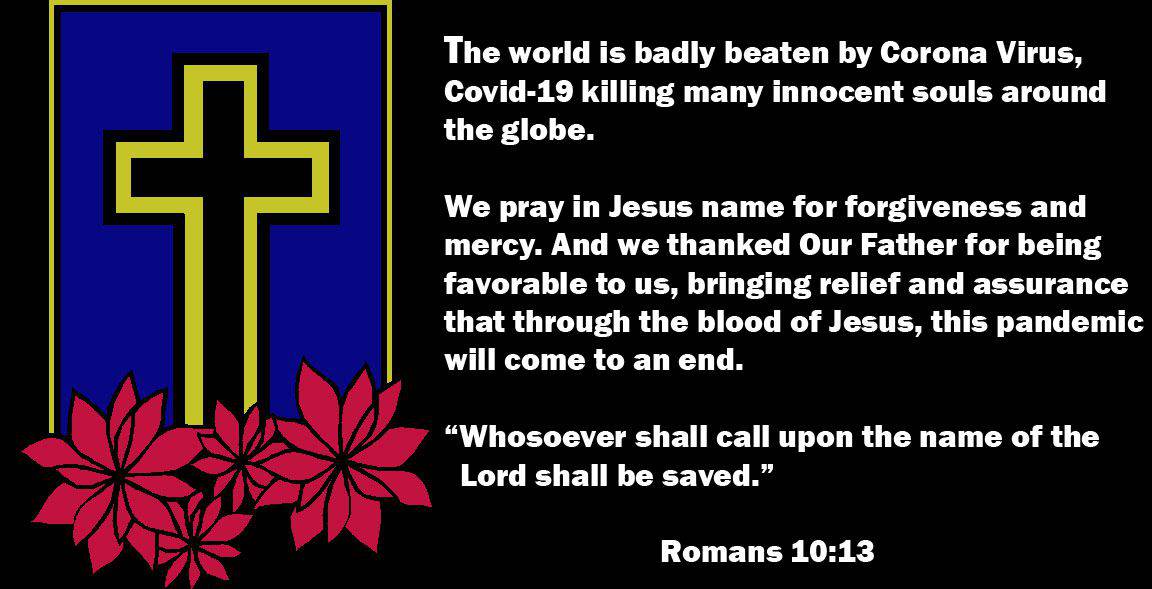 The world is badly beaten by Corona Virus,
Covid-19 killing many innocent souls around
the globe.
We pray in Jesus name for forgiveness and
mercy. And we thanked Our Father for being
favorable to us, bringing relief and assurance
that through the blood of Jesus, this pandemic
will come to an end.
“Whosoever shall call upon the name of the
Lord shall be saved.”
Romans 10:13